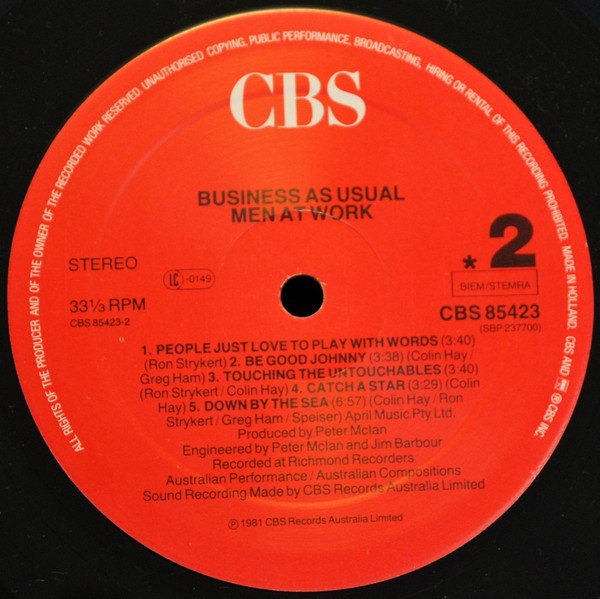 ALL RIGHTS OF THE PRODUCER AND OF THE OWNER OF THE RECORDED WORK RESERVED. UNAUTHORISED COPYING, PUBLIC PERFORMANCE, BROADCASTING, HIRING OR RENTAL OF THIS RECORDING PROHIBITED. MADE IN HOLLAND. CBS AND ℗ CBS INC.
CBS
BUSINESS AS USUAL
MEN AT WORK
STEREO
LC -0149
* 2
BIEM/STEMRA
33⅓ RPM
CBS 85423-2
CBS 85423
(SBP 237700)
1. PEOPLE JUST LOVE TO PLAY WITH WORDS (3:40)
(Ron Strykert) 2. BE GOOD JOHNNY (3:38) (Colin Hay/
Greg Ham) 3. TOUCHING THE UNTOUCHABLES (3:40)
(Ron Strykert/Colin Hay) 4. CATCH A STAR (3:29) (Colin
Hay) 5. DOWN BY THE SEA (6:57) (Colin Hay/Ron
Strykert/Greg Ham/Speiser) April Music Pty Ltd.
Produced by Peter McIan
Engineered by Peter McIan and Jim Barbour
Recorded at Richmond Recorders
Australian Performance/Australian Compositions
Sound Recording Made by CBS Records Australia Limited
℗ 1981 CBS Records Australia Limited